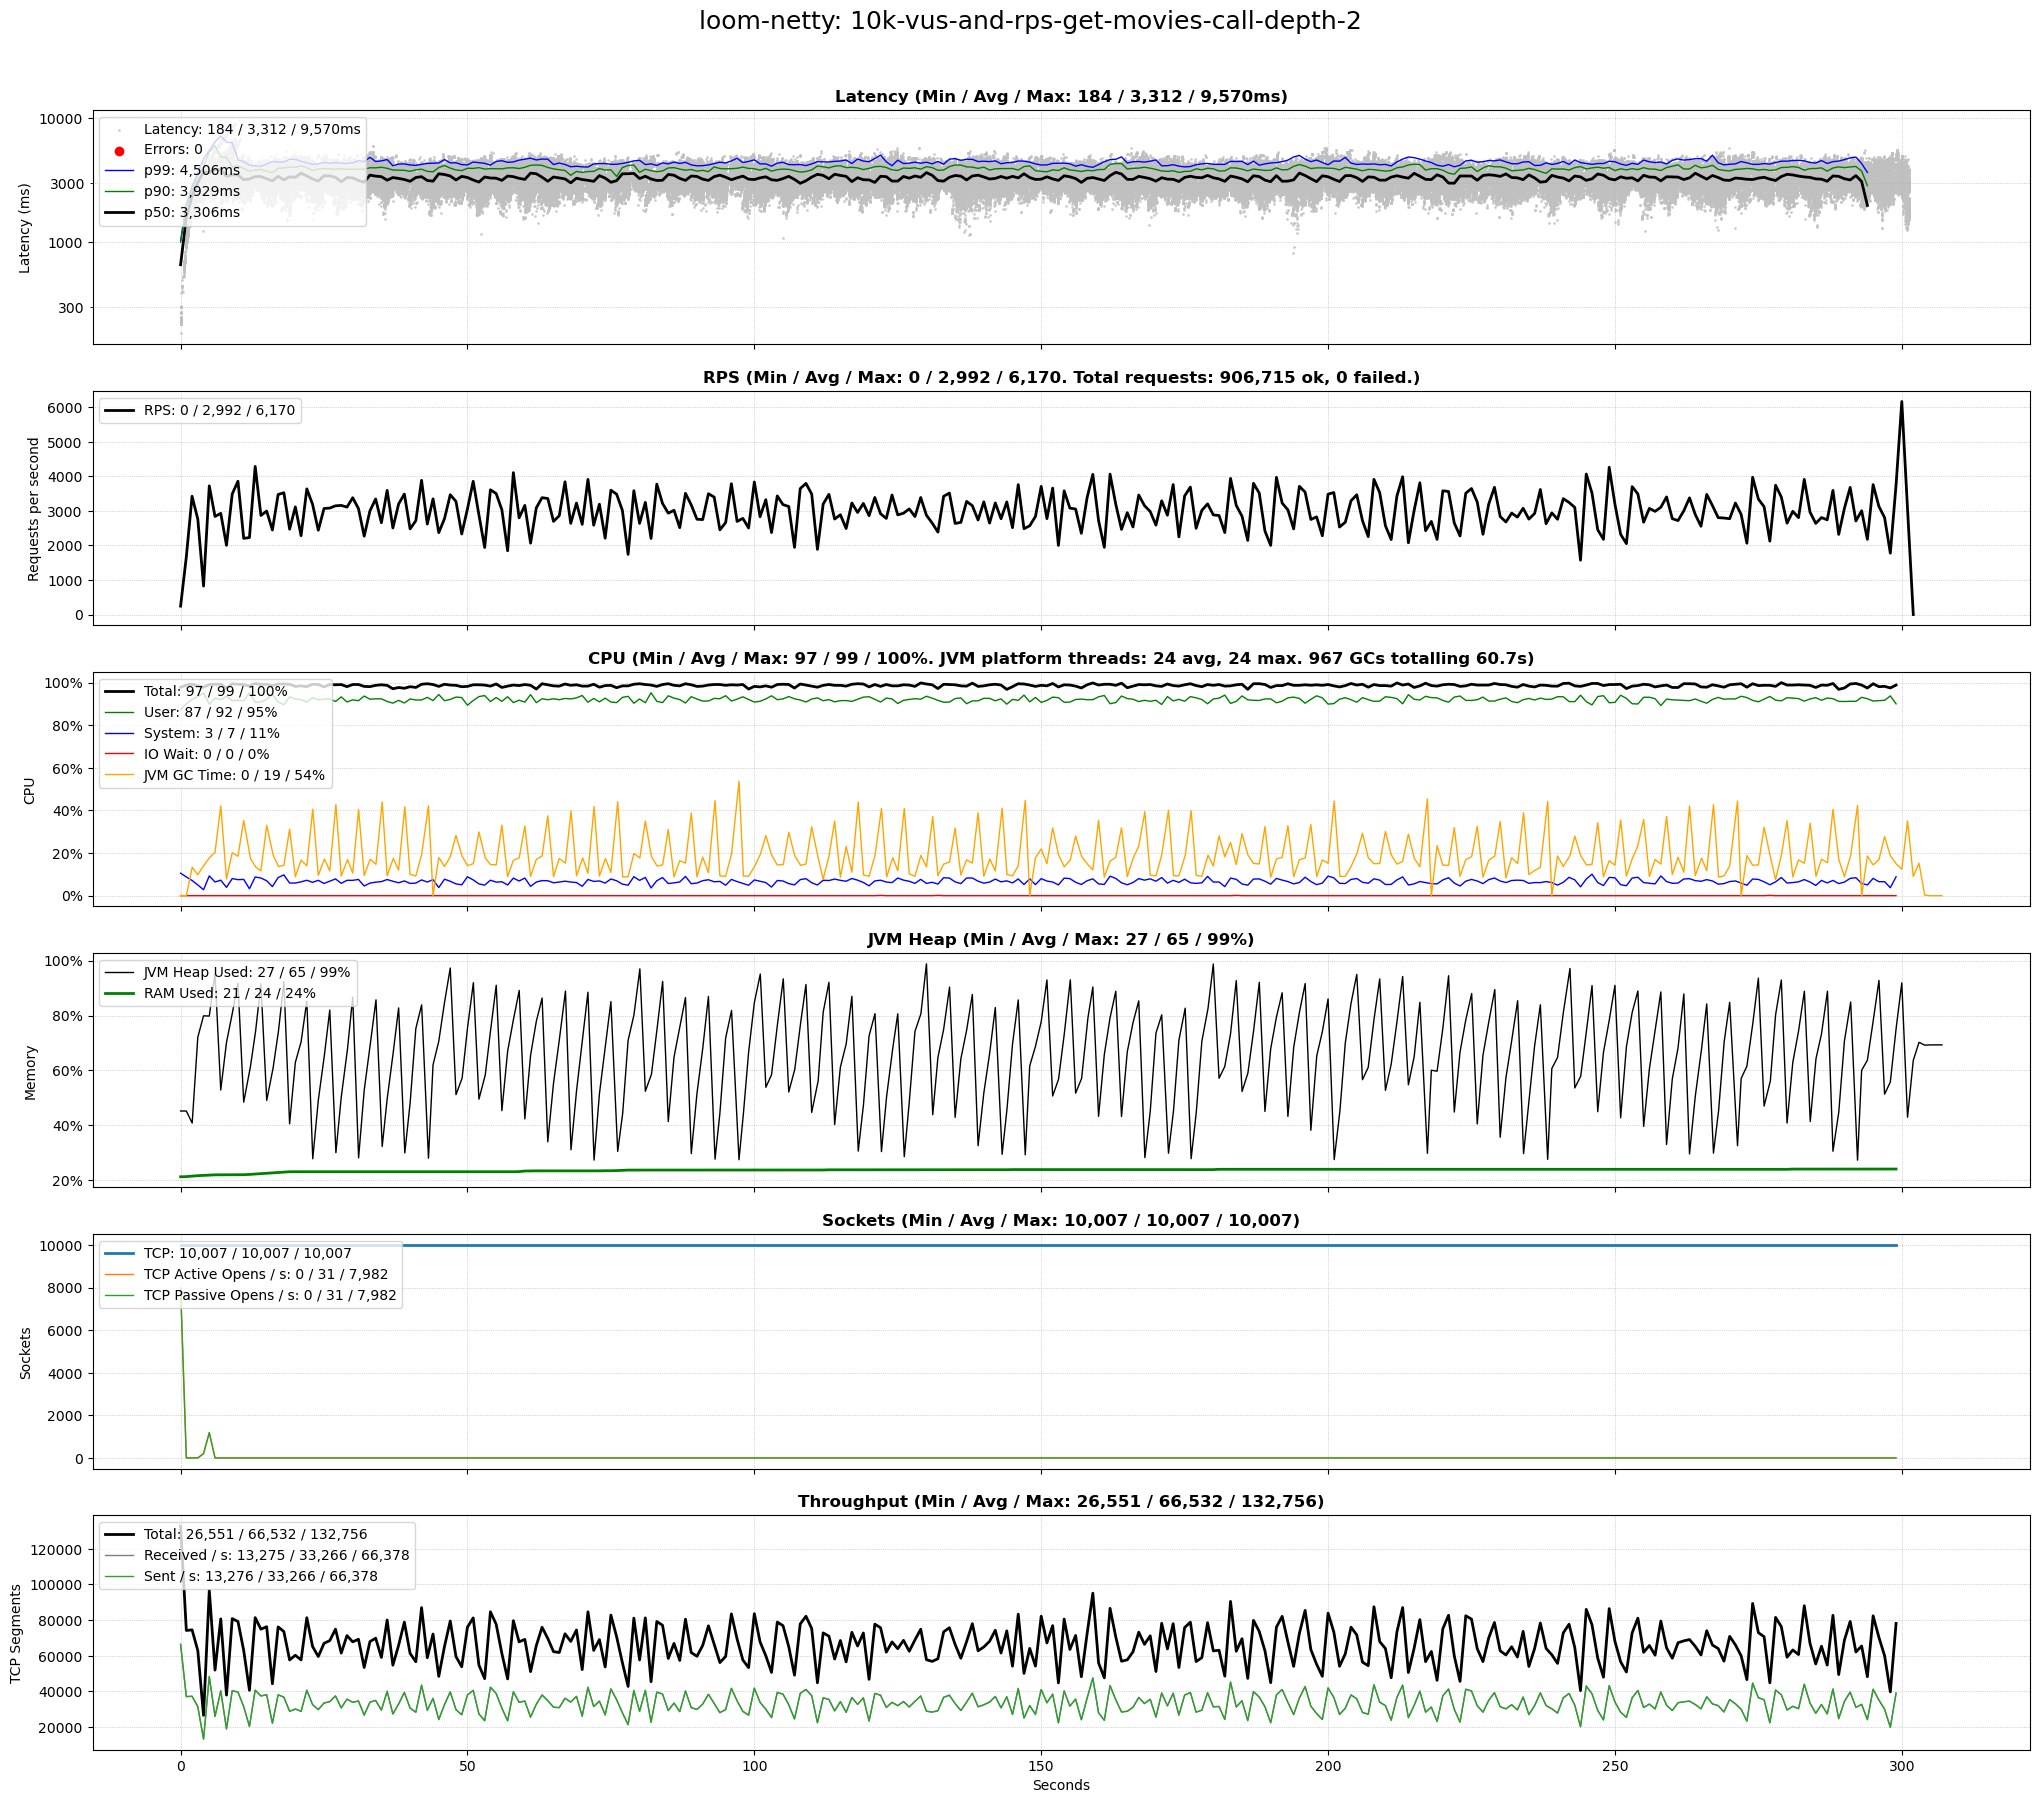 loom-netty: 10k-vus-and-rps-get-movies-call-depth-2
Latency (Min / Avg / Max: 184 / 3,312 / 9,570ms)
Latency (ms)
10000
3000
1000
300
Latency: 184 / 3,312 / 9,570ms
Errors: 0
p99: 4,506ms
p90: 3,929ms
p50: 3,306ms
RPS (Min / Avg / Max: 0 / 2,992 / 6,170. Total requests: 906,715 ok, 0 failed.)
Requests per second
6000
5000
4000
3000
2000
1000
0
RPS: 0 / 2,992 / 6,170
CPU (Min / Avg / Max: 97 / 99 / 100%. JVM platform threads: 24 avg, 24 max. 967 GCs totalling 60.7s)
CPU
100%
80%
60%
40%
20%
0%
Total: 97 / 99 / 100%
User: 87 / 92 / 95%
System: 3 / 7 / 11%
IO Wait: 0 / 0 / 0%
JVM GC Time: 0 / 19 / 54%
JVM Heap (Min / Avg / Max: 27 / 65 / 99%)
Memory
100%
80%
60%
40%
20%
JVM Heap Used: 27 / 65 / 99%
RAM Used: 21 / 24 / 24%
Sockets (Min / Avg / Max: 10,007 / 10,007 / 10,007)
Sockets
10000
8000
6000
4000
2000
0
TCP: 10,007 / 10,007 / 10,007
TCP Active Opens / s: 0 / 31 / 7,982
TCP Passive Opens / s: 0 / 31 / 7,982
Throughput (Min / Avg / Max: 26,551 / 66,532 / 132,756)
TCP Segments
120000
100000
80000
60000
40000
20000
Total: 26,551 / 66,532 / 132,756
Received / s: 13,275 / 33,266 / 66,378
Sent / s: 13,276 / 33,266 / 66,378
0 50 100 150 200 250 300
Seconds